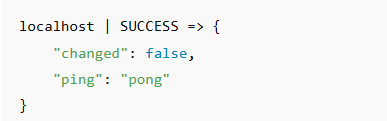 localhost | SUCCESS => {
    "changed": false,
    "ping": "pong"
}